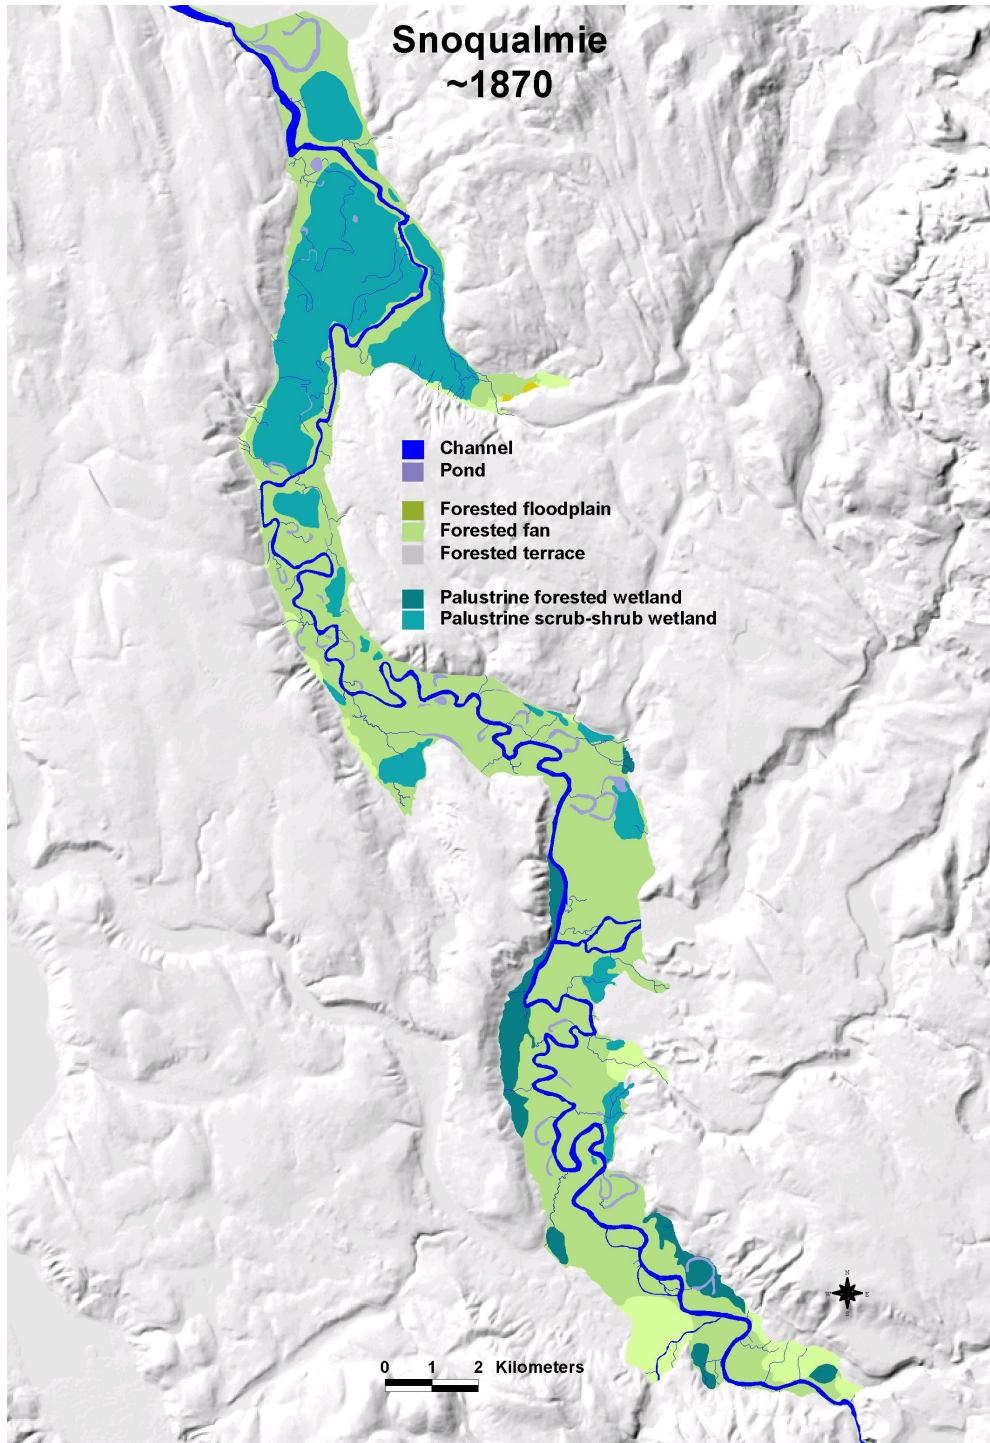 Snoqualmie
~1870
Channel
Pond
Forested floodplain
Forested fan
Forested terrace
Palustrine forested wetland
Palustrine scrub-shrub wetland
N
W E
S
0 1 2 Kilometers